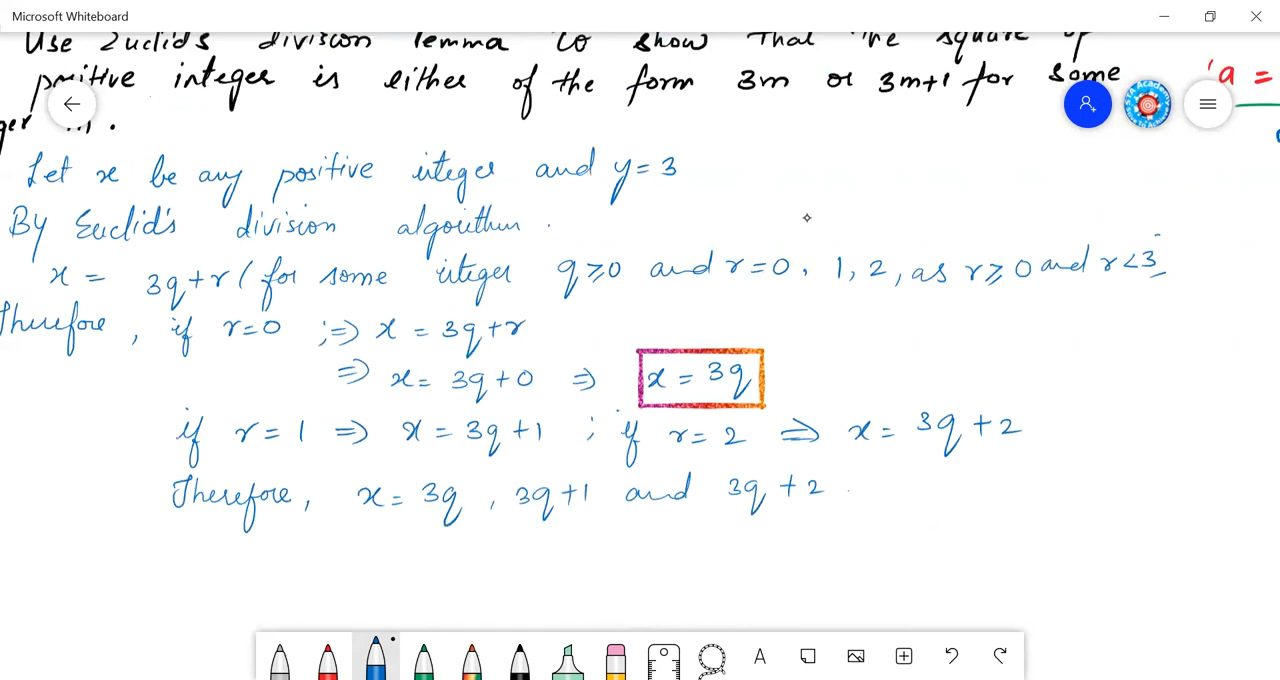 Microsoft Whiteboard
Use Euclid's division lemma to show that the square of
positive integer is either of the form 3m or 3m+1 for some
'a =
Let x be any positive integer and y = 3
By Euclid's division algorithm.
x = 3q + r (for some integer q ≥ 0 and r = 0, 1, 2, as r ≥ 0 and r < 3
Therefore, if r = 0 ; ⇒ x = 3q + r
⇒ x = 3q + 0 ⇒ x = 3q
if r = 1 ⇒ x = 3q + 1 ; if r = 2 ⇒ x = 3q + 2
Therefore, x = 3q, 3q + 1 and 3q + 2
A